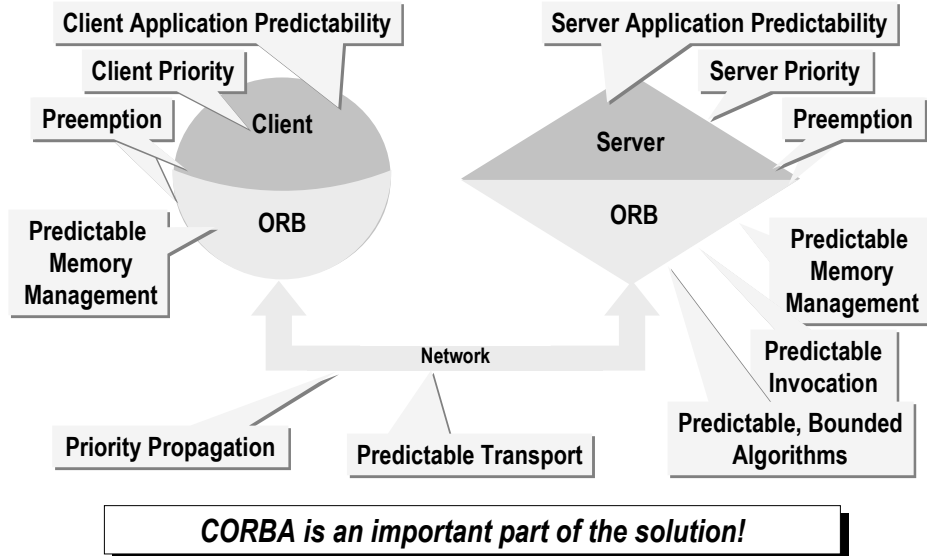 Client Application Predictability
Server Application Predictability
Client Priority
Server Priority
Preemption
Client
Server
Preemption
ORB
ORB
Predictable
Memory
Management
Predictable
Memory
Management
Network
Predictable
Invocation
Priority Propagation
Predictable Transport
Predictable, Bounded
Algorithms
CORBA is an important part of the solution!